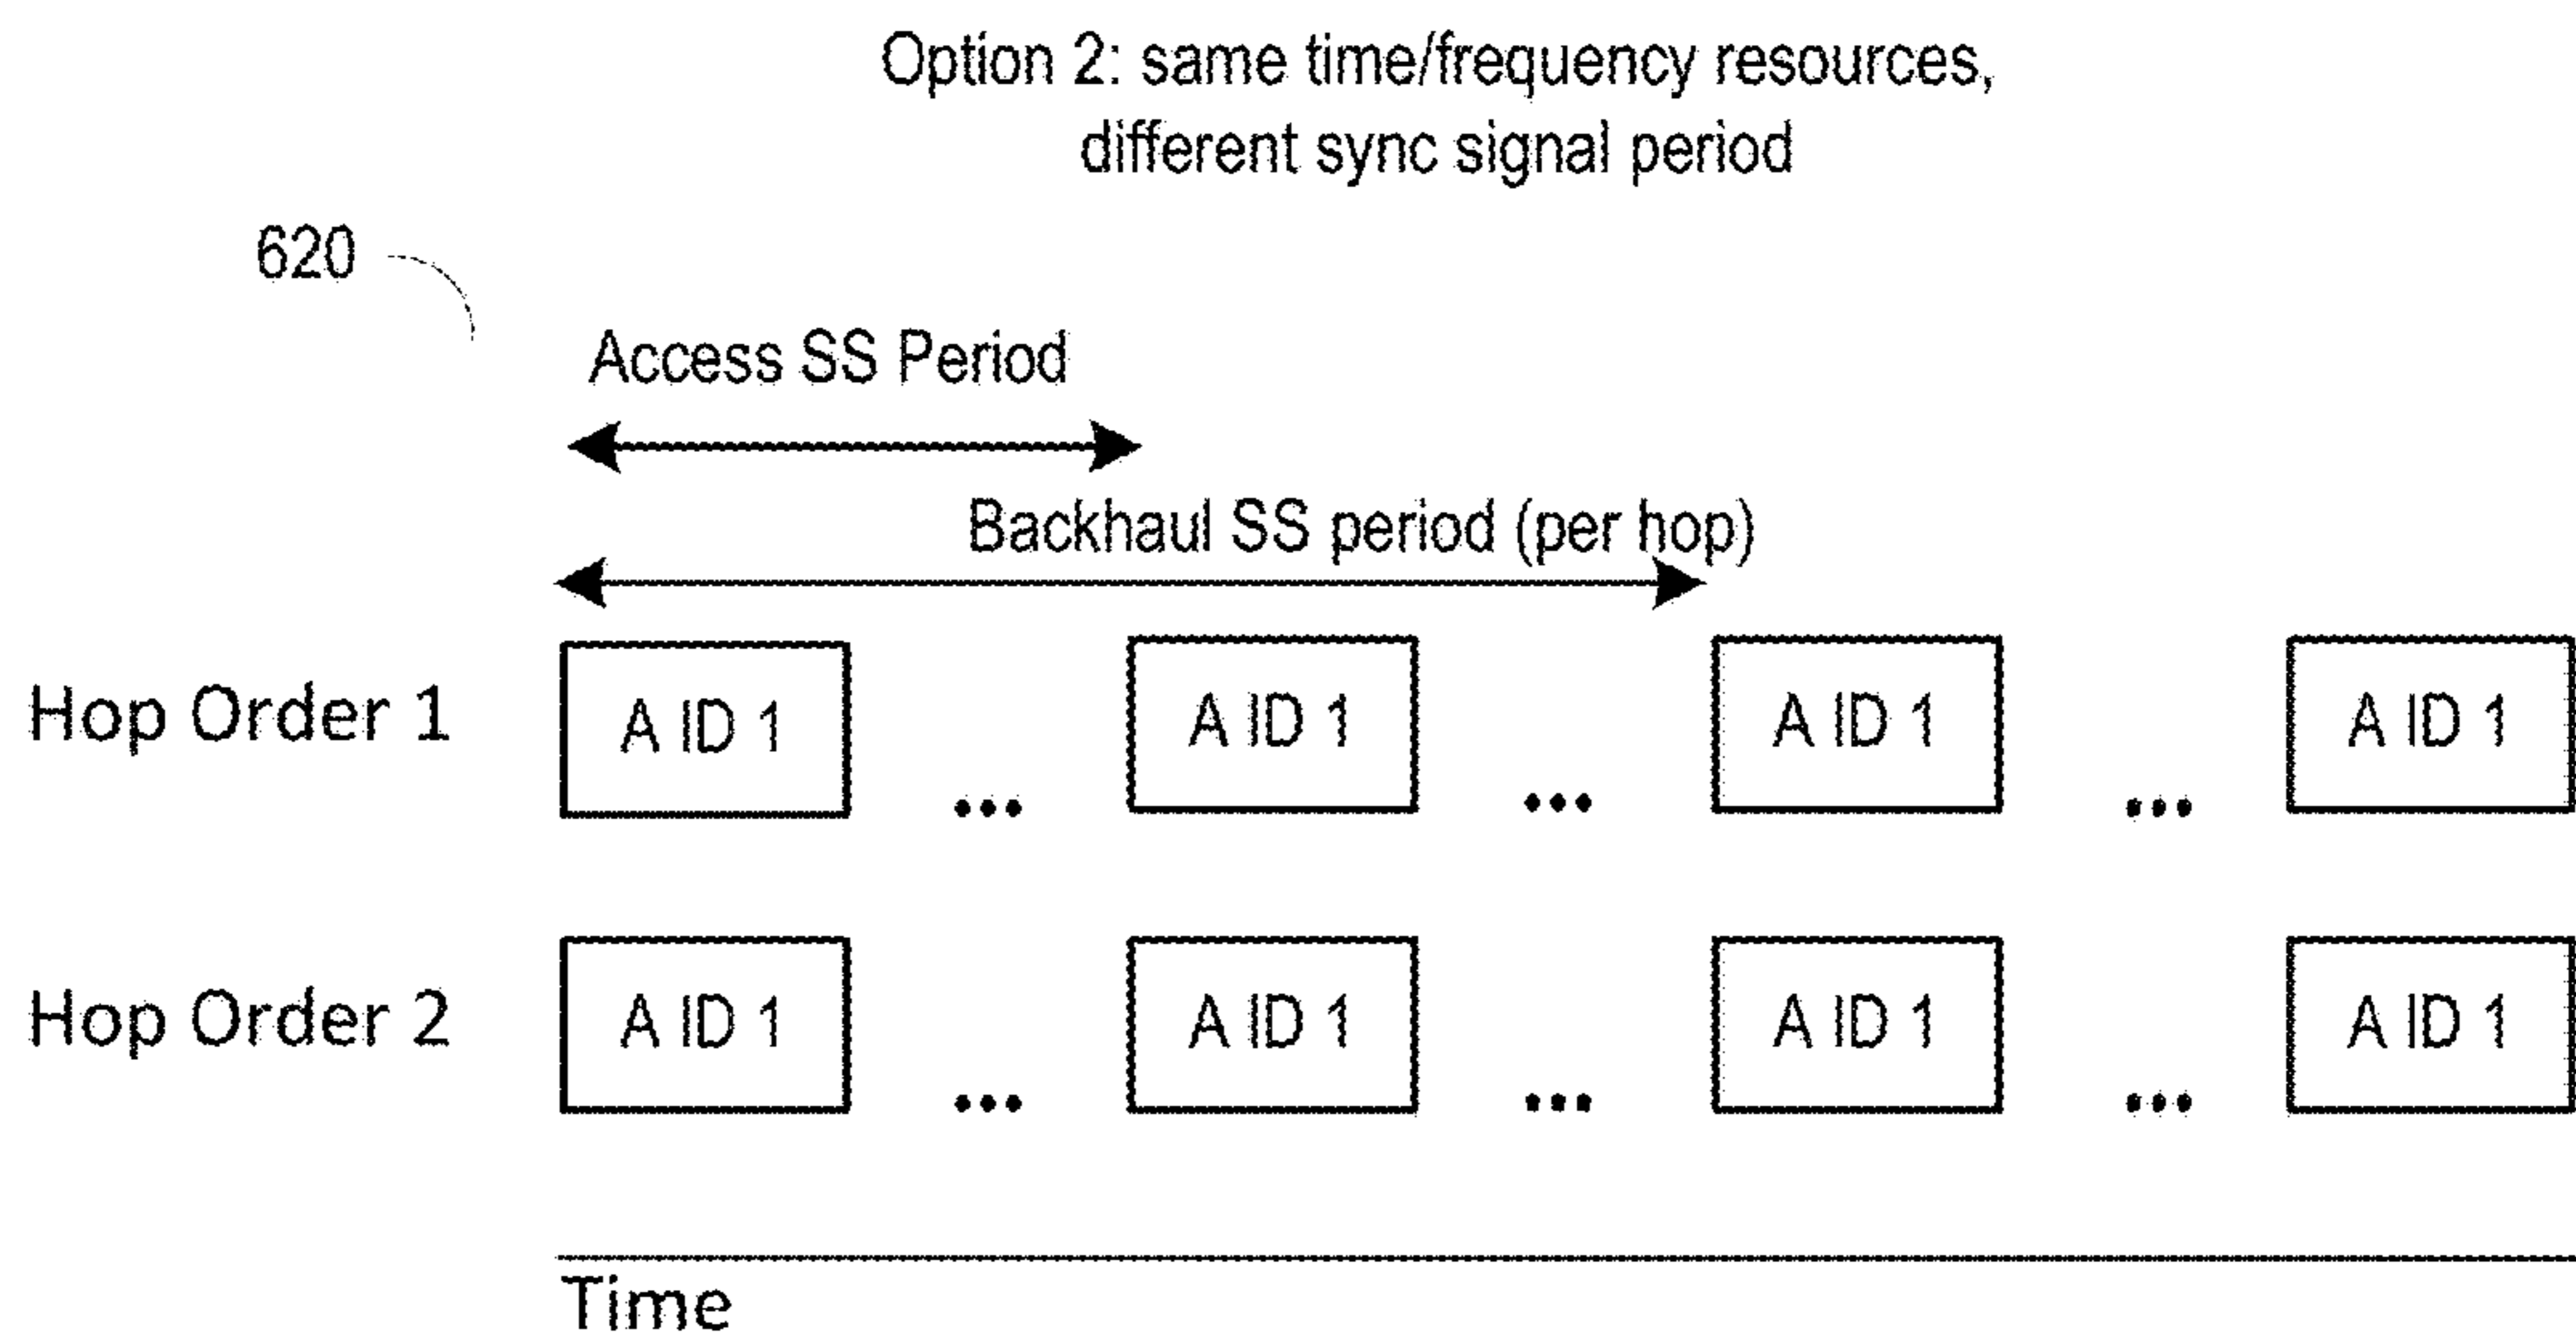 Option 2: same time/frequency resources,
different sync signal period
620
Access SS Period
Backhaul SS period (per hop)
Hop Order 1 A ID 1 ... A ID 1 ... A ID 1 ... A ID 1
Hop Order 2 A ID 1 ... A ID 1 ... A ID 1 ... A ID 1
Time